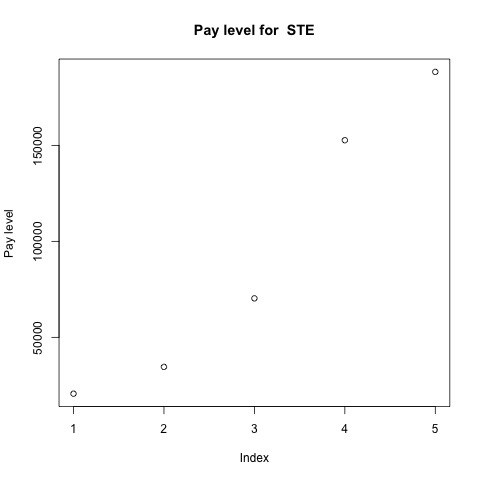 Pay level for  STE
Pay level
150000
100000
50000
1 2 3 4 5
Index